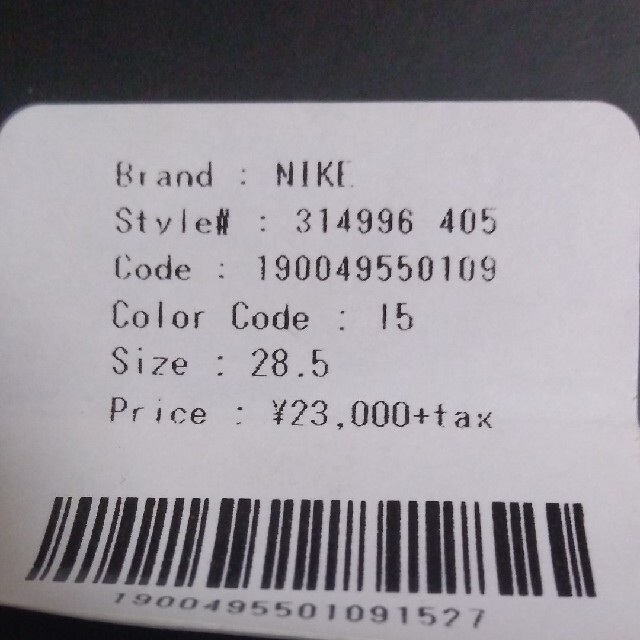 Brand : NIKE
Style# : 314996 405
Code : 190049550109
Color Code : 15
Size : 28.5
Price : ¥23,000+tax
1900495501091527